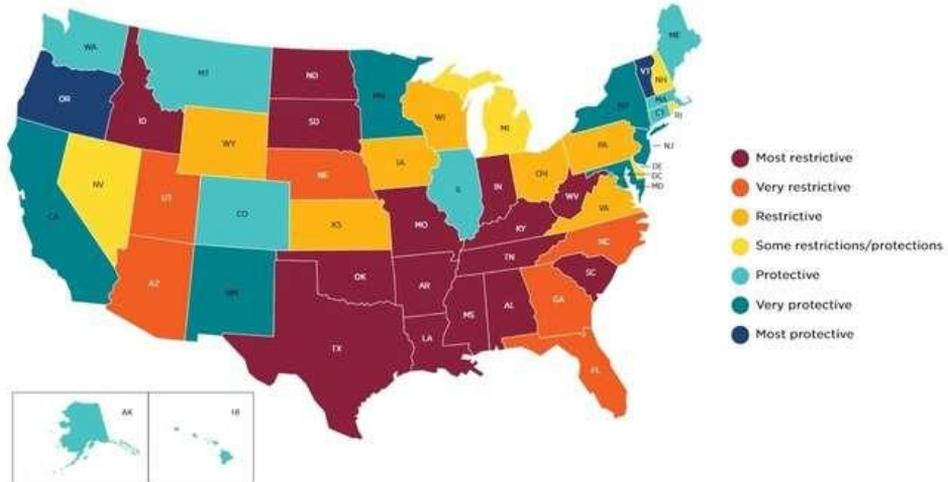 WA
MT
ND
MN
OR
ID
SD
WY
WI
MI
ME
VT
NH
NY
MA
CT
RI
NV
UT
NE
IA
IL
IN
OH
PA
NJ
DE
DC
MD
CA
CO
KS
MO
KY
WV
VA
AZ
NM
OK
AR
TN
NC
SC
TX
LA
MS
AL
GA
FL
AK
HI
Most restrictive
Very restrictive
Restrictive
Some restrictions/protections
Protective
Very protective
Most protective